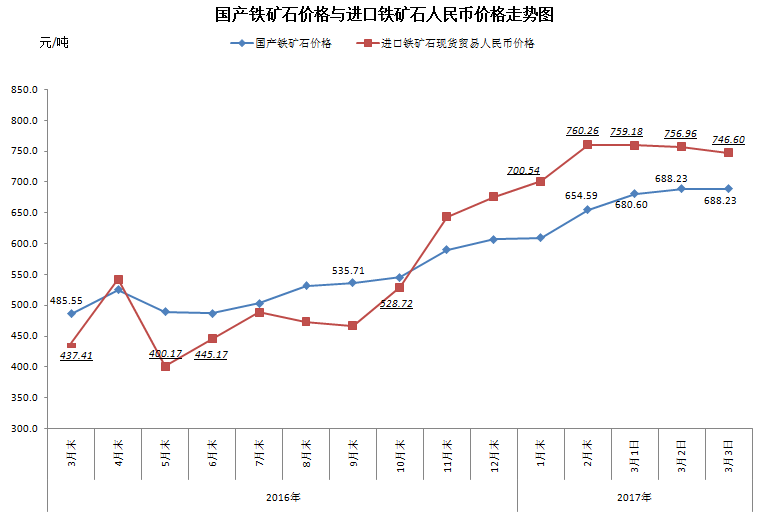 国产铁矿石价格与进口铁矿石人民币价格走势图
元/吨
国产铁矿石价格
进口铁矿石现货贸易人民币价格
850.0
800.0
750.0
700.0
650.0
600.0
550.0
500.0
450.0
400.0
350.0
300.0
485.55
535.71
654.59
680.60
688.23
688.23
437.41
400.17
445.17
528.72
700.54
760.26
759.18
756.96
746.60
3月末
4月末
5月末
6月末
7月末
8月末
9月末
10月末
11月末
12月末
1月末
2月末
3月1日
3月2日
3月3日
2016年
2017年